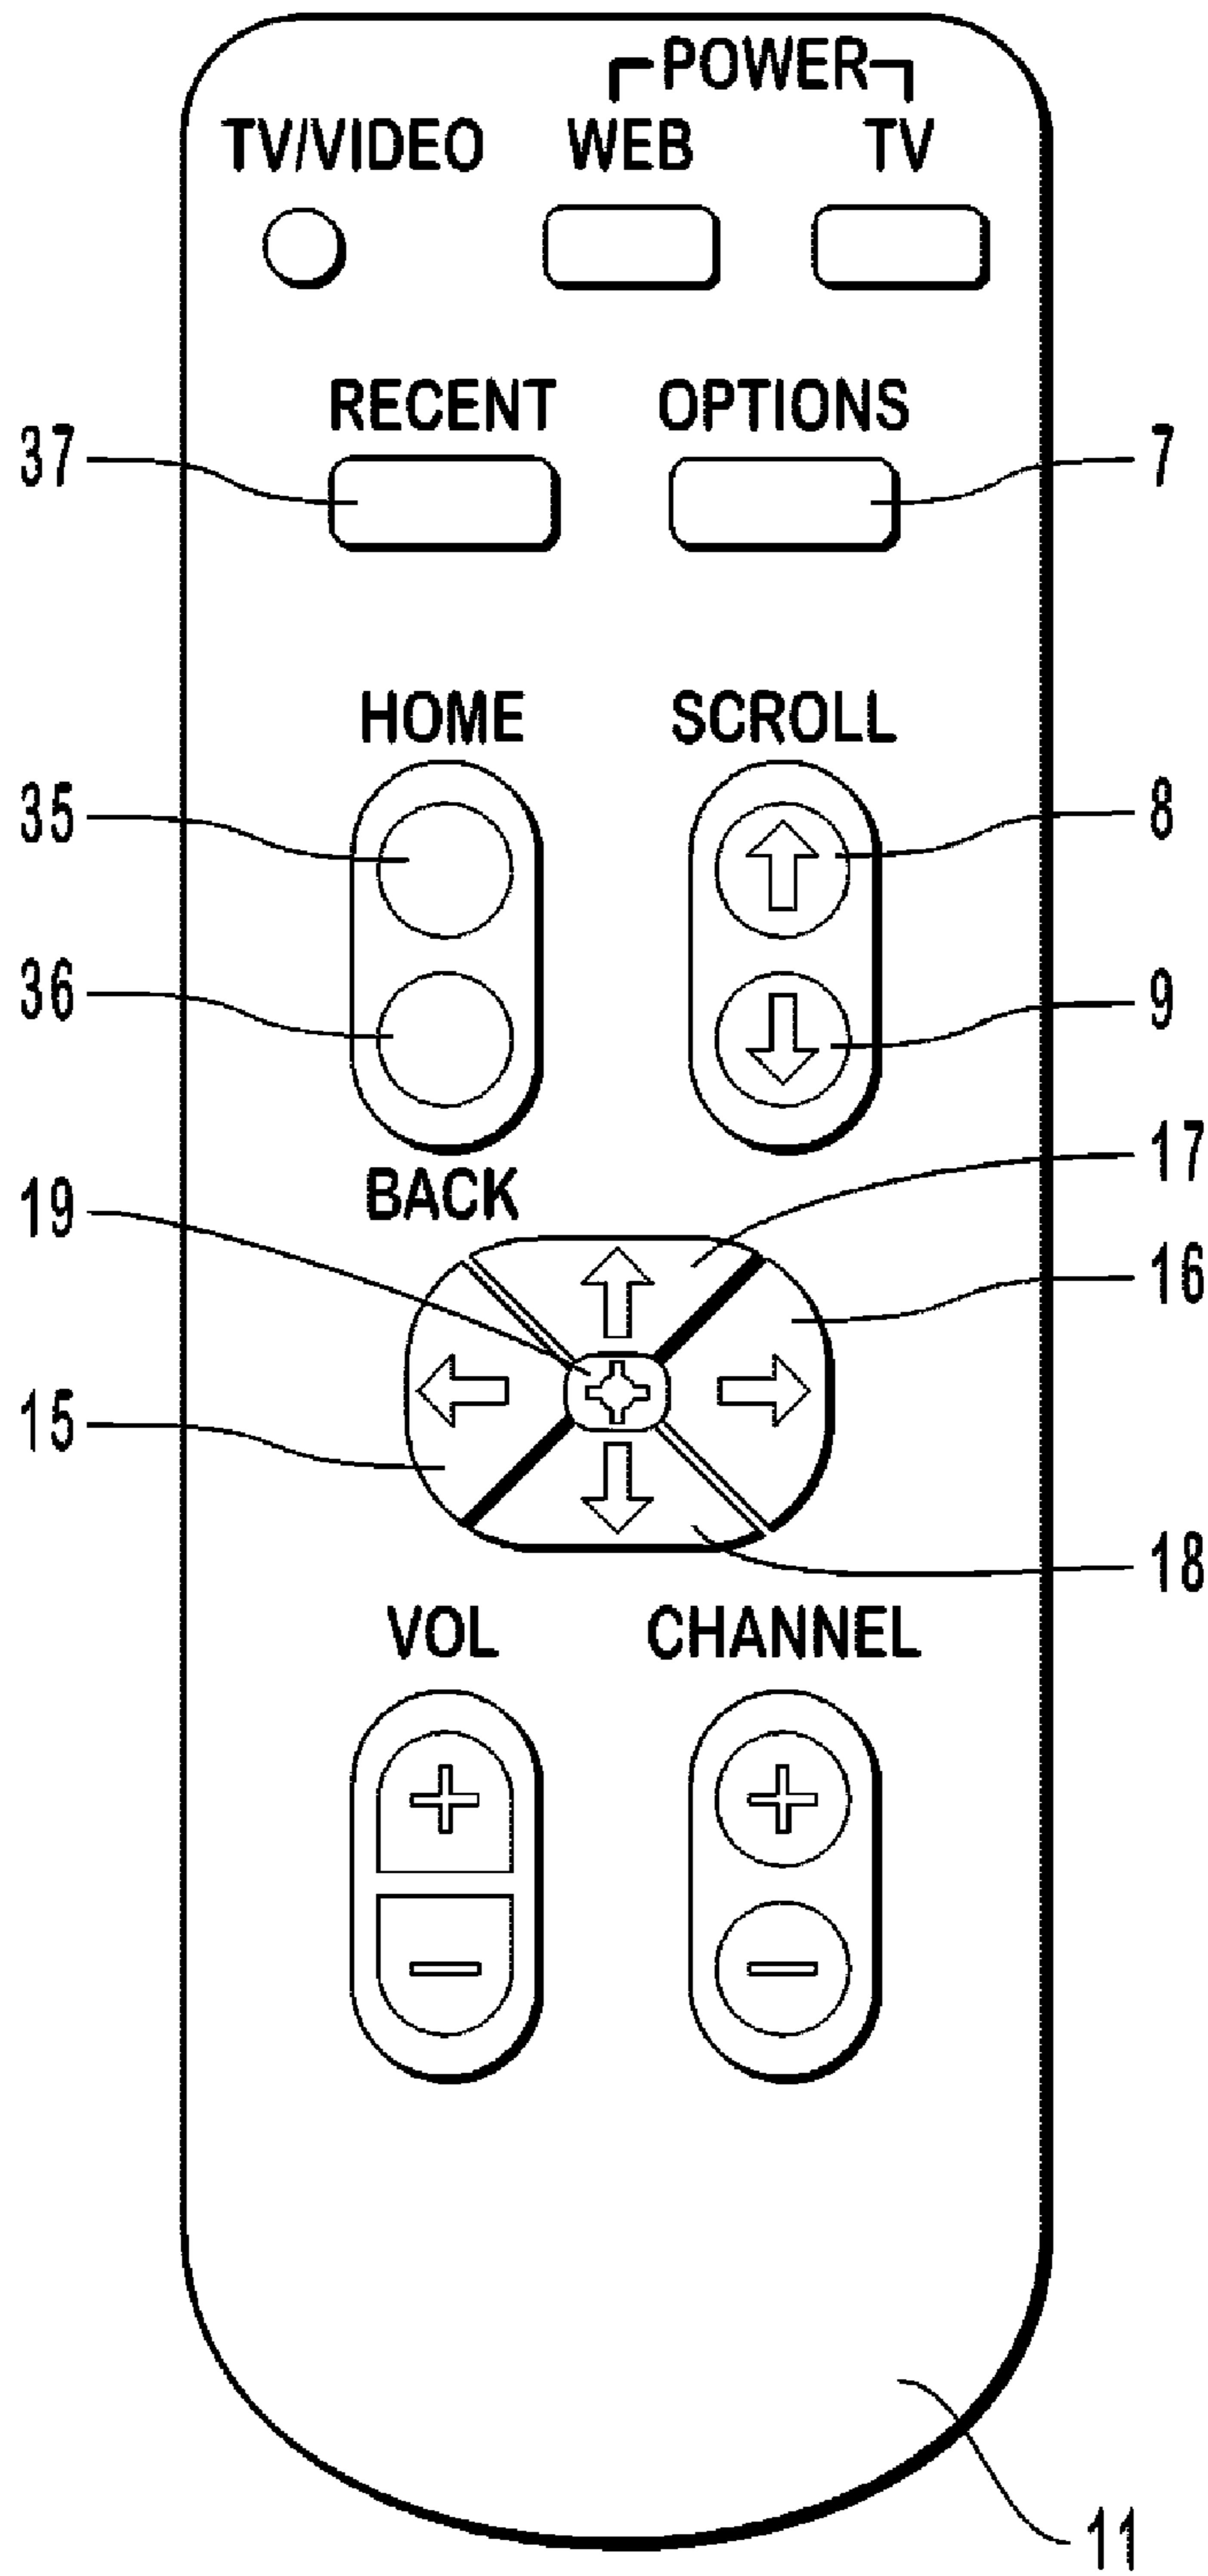 POWER
TV/VIDEO WEB TV
RECENT OPTIONS
37 7
HOME SCROLL
35 8
36 9
17
BACK
19
16
15
18
VOL CHANNEL
+ +
− −
11